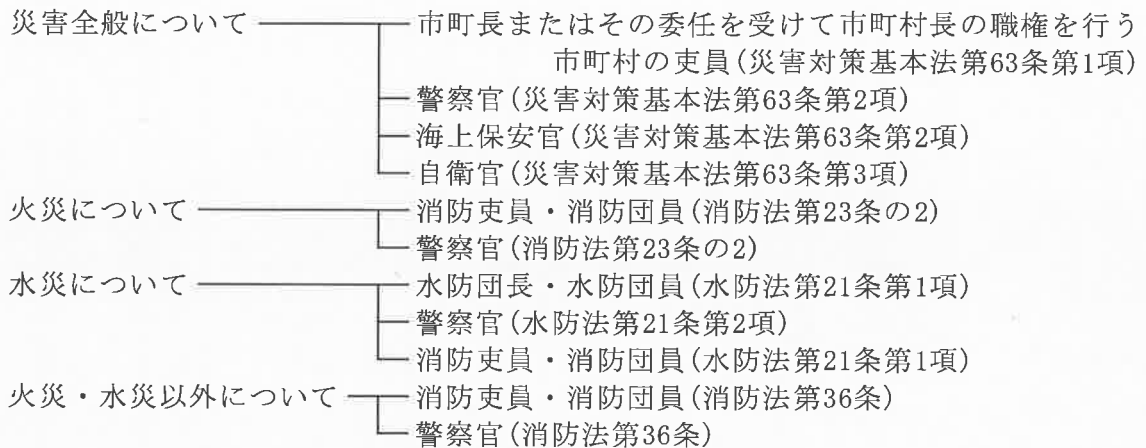 災害全般について 市町長またはその委任を受けて市町村長の職権を行う
市町村の吏員(災害対策基本法第63条第1項)
警察官(災害対策基本法第63条第2項)
海上保安官(災害対策基本法第63条第2項)
自衛官(災害対策基本法第63条第3項)
火災について 消防吏員・消防団員(消防法第23条の2)
警察官(消防法第23条の2)
水災について 水防団長・水防団員(水防法第21条第1項)
警察官(水防法第21条第2項)
消防吏員・消防団員(水防法第21条第1項)
火災・水災以外について 消防吏員・消防団員(消防法第36条)
警察官(消防法第36条)